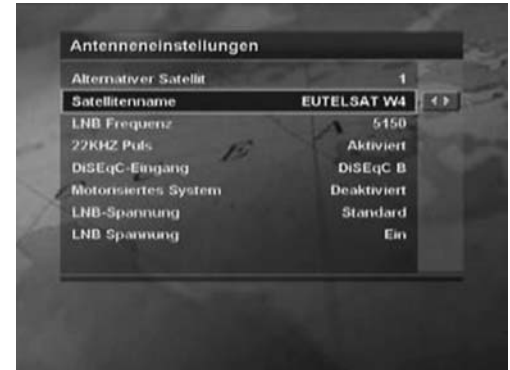 Antenneneinstellungen
Alternativer Satellit 1
Satellitenname EUTELSAT W4
LNB Frequenz 5150
22KHZ Puls Aktiviert
DiSEqC-Eingang DiSEqC B
Motorisiertes System Deaktiviert
LNB-Spannung Standard
LNB Spannung Ein